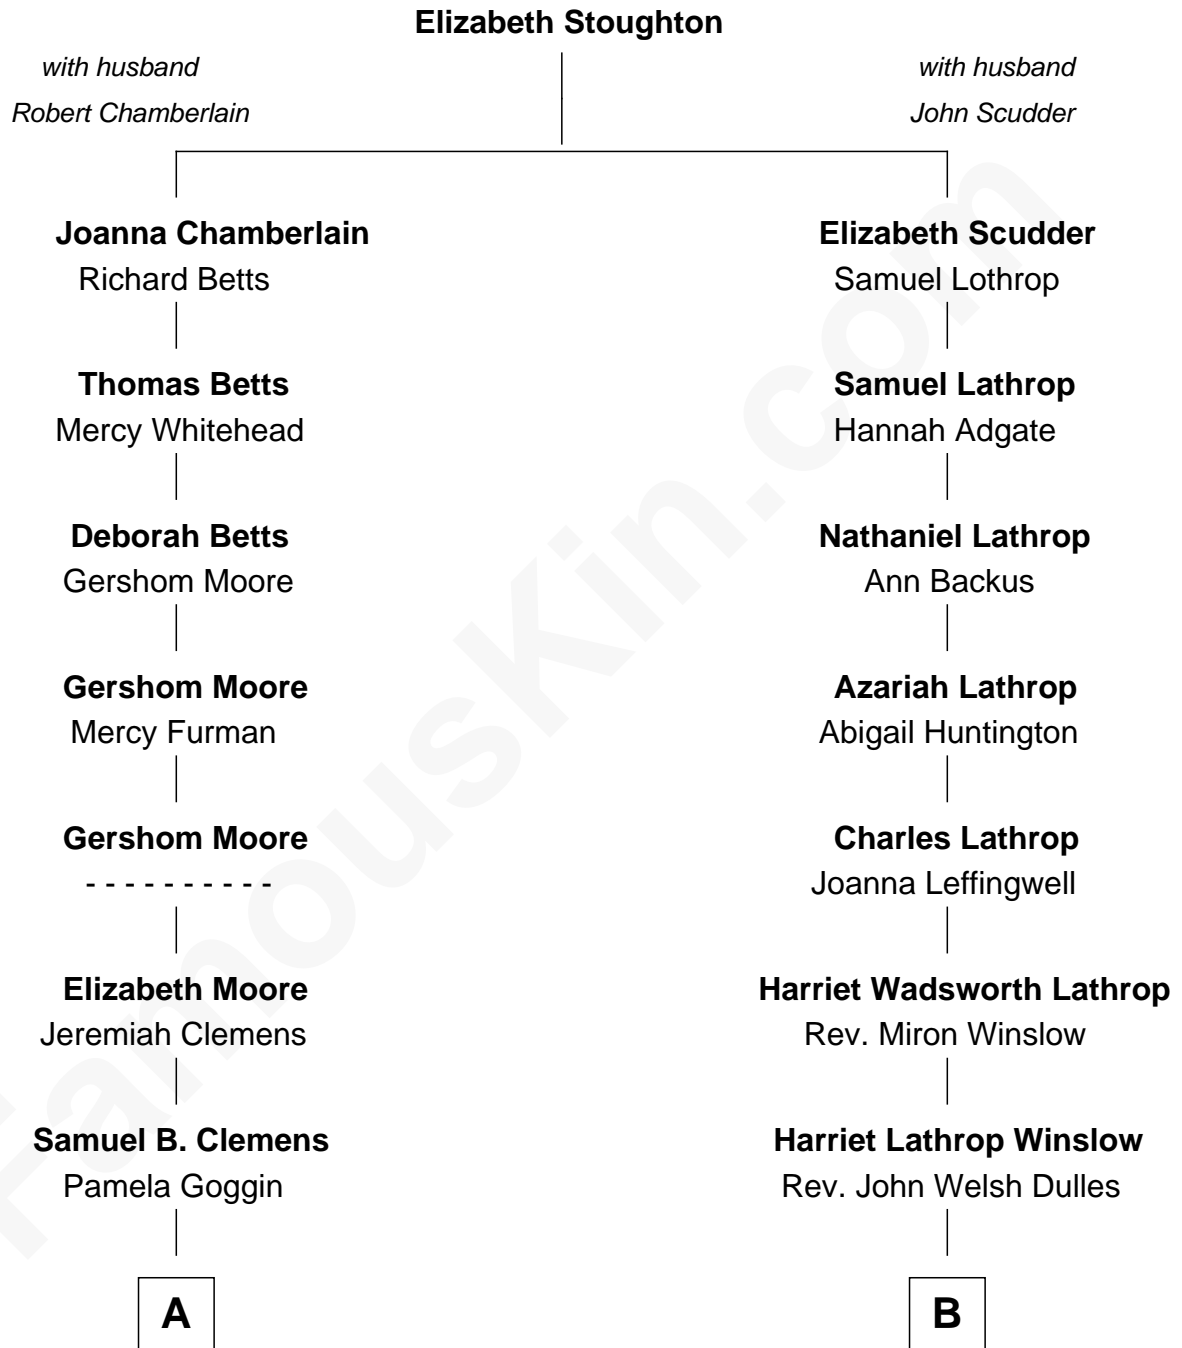 Elizabeth Stoughton
with husband
Robert Chamberlain
with husband
John Scudder
Joanna Chamberlain
Richard Betts
Thomas Betts
Mercy Whitehead
Deborah Betts
Gershom Moore
Gershom Moore
Mercy Furman
Gershom Moore
- - - - - - - - - -
Elizabeth Moore
Jeremiah Clemens
Samuel B. Clemens
Pamela Goggin
A
Elizabeth Scudder
Samuel Lothrop
Samuel Lathrop
Hannah Adgate
Nathaniel Lathrop
Ann Backus
Azariah Lathrop
Abigail Huntington
Charles Lathrop
Joanna Leffingwell
Harriet Wadsworth Lathrop
Rev. Miron Winslow
Harriet Lathrop Winslow
Rev. John Welsh Dulles
B
FamousKin.com